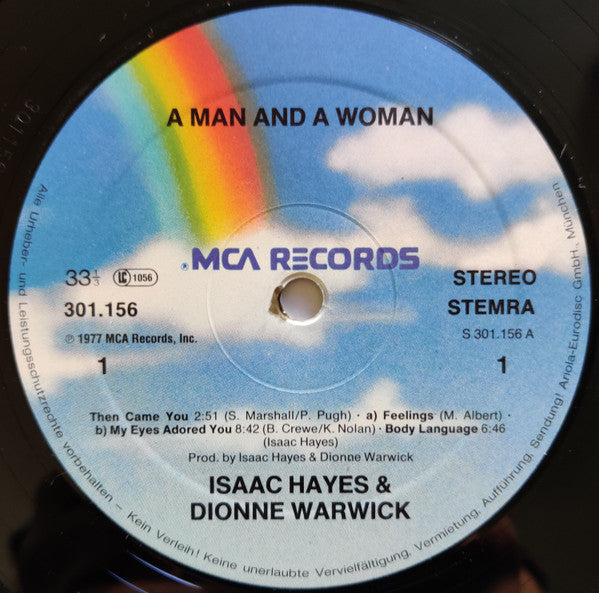 A MAN AND A WOMAN
®MCA RECORDS
33⅓ LC 1056
301.156
℗ 1977 MCA Records, Inc.
1
STEREO
STEMRA
S 301.156 A
1
Then Came You 2:51 (S. Marshall/P. Pugh) · a) Feelings (M. Albert) ·
b) My Eyes Adored You 8:42 (B. Crewe/K. Nolan) · Body Language 6:46
(Isaac Hayes)
Prod. by Isaac Hayes & Dionne Warwick
ISAAC HAYES &
DIONNE WARWICK
Alle Urheber- und Leistungsschutzrechte vorbehalten – Kein Verleih! Keine unerlaubte Vervielfältigung, Vermietung, Aufführung, Sendung! Ariola-Eurodisc GmbH., München